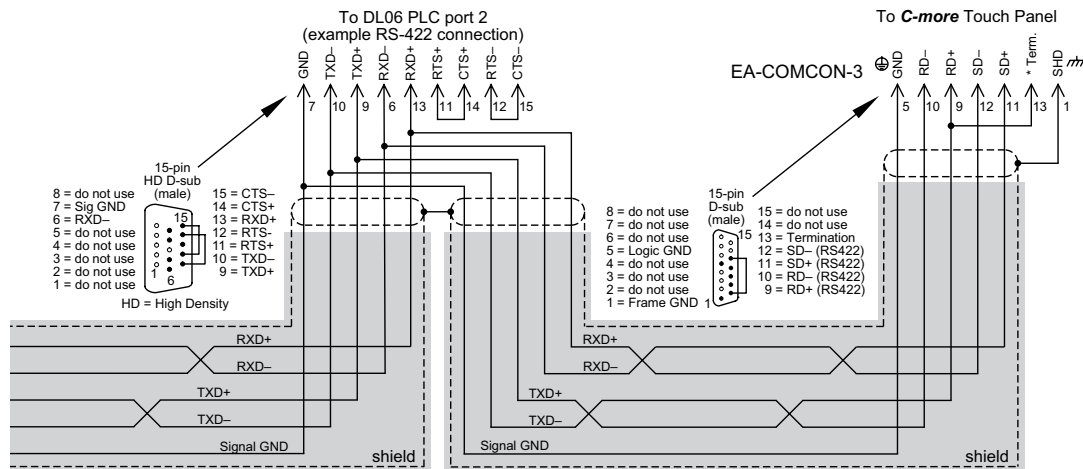 To DL06 PLC port 2
(example RS-422 connection)
GND
TXD–
TXD+
RXD–
RXD+
RTS+
CTS+
RTS–
CTS–
7
10
9
6
13
11
14
12
15
15-pin
HD D-sub
(male)
8 = do not use
7 = Sig GND
6 = RXD–
5 = do not use
4 = do not use
3 = do not use
2 = do not use
1 = do not use
15 = CTS–
14 = CTS+
13 = RXD+
12 = RTS-
11 = RTS+
10 = TXD–
9 = TXD+
15
1
6
HD = High Density
To C-more Touch Panel
EA-COMCON-3
GND
RD–
RD+
SD–
SD+
* Term.
SHD
5
10
9
12
11
13
1
15-pin
D-sub
(male)
8 = do not use
7 = do not use
6 = do not use
5 = Logic GND
4 = do not use
3 = do not use
2 = do not use
1 = Frame GND
15 = do not use
14 = do not use
13 = Termination
12 = SD– (RS422)
11 = SD+ (RS422)
10 = RD– (RS422)
9 = RD+ (RS422)
15
1
RXD+
RXD–
TXD+
TXD–
Signal GND
shield
RXD+
RXD–
TXD+
TXD–
Signal GND
shield